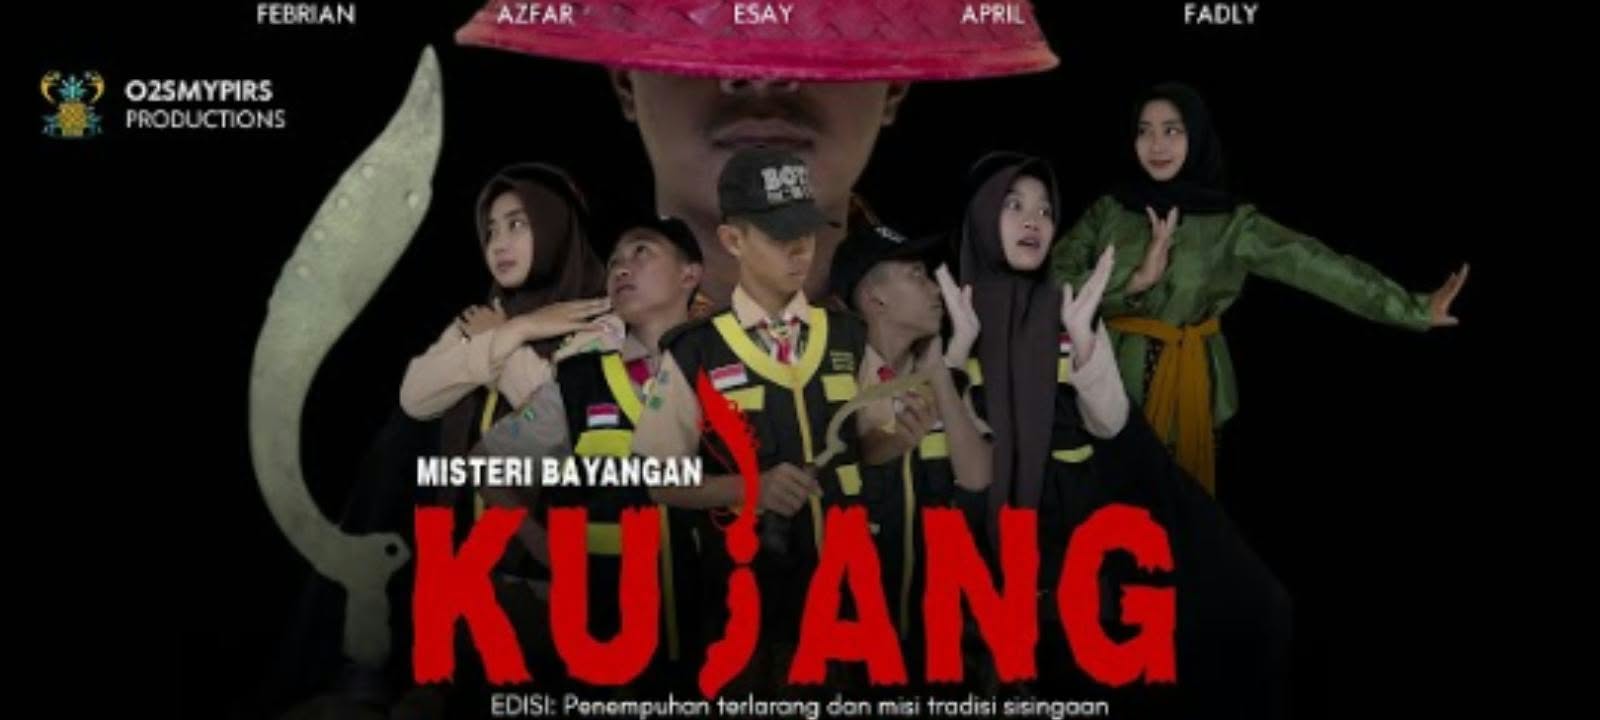 FEBRIAN AZFAR ESAY APRIL FADLY
O2SMYPIRS
PRODUCTIONS
MISTERI BAYANGAN
KUJANG
EDISI: Penempuhan terlarang dan misi tradisi sisingaan